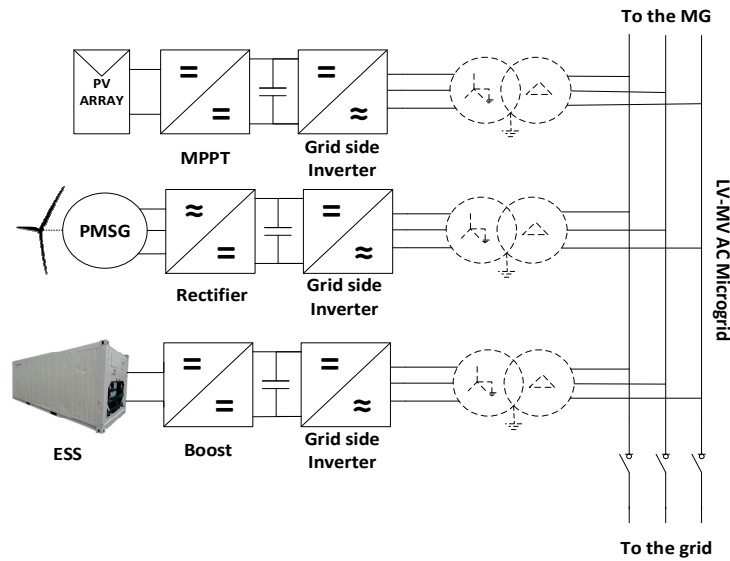 To the MG
PV
ARRAY
MPPT
Grid side
Inverter
PMSG
Rectifier
Grid side
Inverter
LV-MV AC Microgrid
ESS
Boost
Grid side
Inverter
To the grid